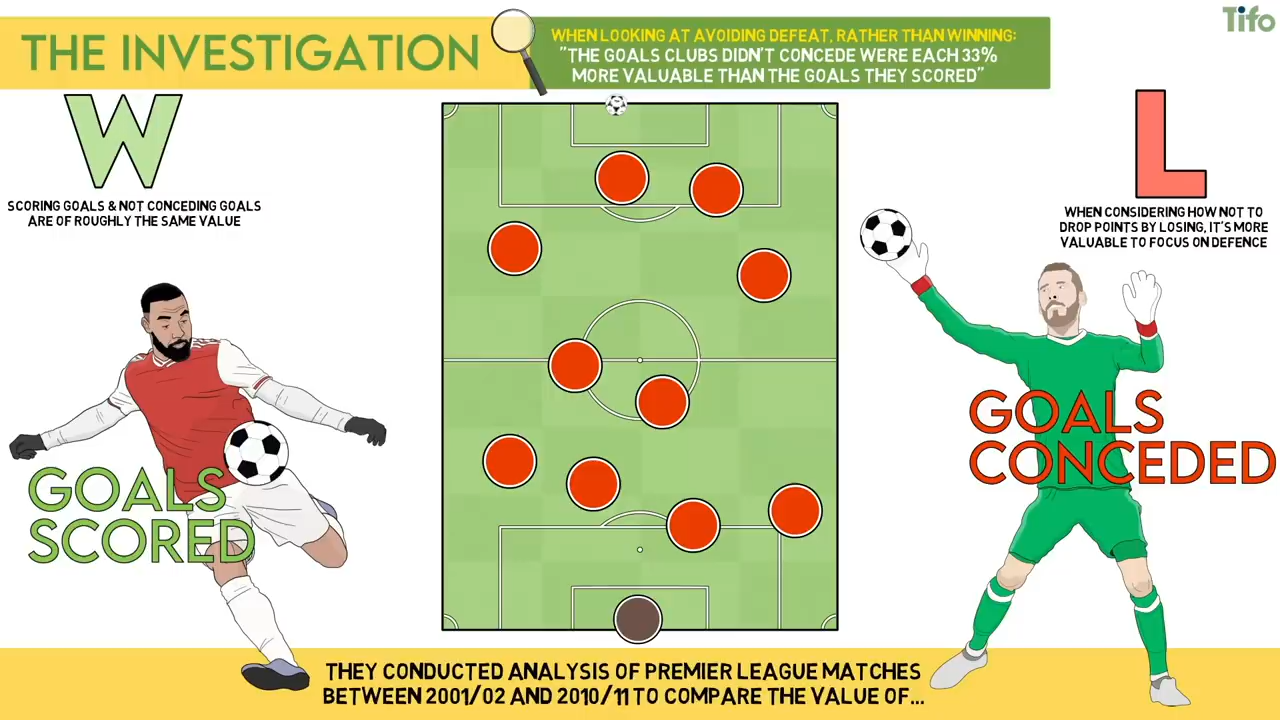 Tifo
THE INVESTIGATION
WHEN LOOKING AT AVOIDING DEFEAT, RATHER THAN WINNING:
"THE GOALS CLUBS DIDN'T CONCEDE WERE EACH 33%
MORE VALUABLE THAN THE GOALS THEY SCORED"
W
SCORING GOALS & NOT CONCEDING GOALS
ARE OF ROUGHLY THE SAME VALUE
L
WHEN CONSIDERING HOW NOT TO
DROP POINTS BY LOSING, IT'S MORE
VALUABLE TO FOCUS ON DEFENCE
GOALS
SCORED
GOALS
CONCEDED
THEY CONDUCTED ANALYSIS OF PREMIER LEAGUE MATCHES
BETWEEN 2001/02 AND 2010/11 TO COMPARE THE VALUE OF...